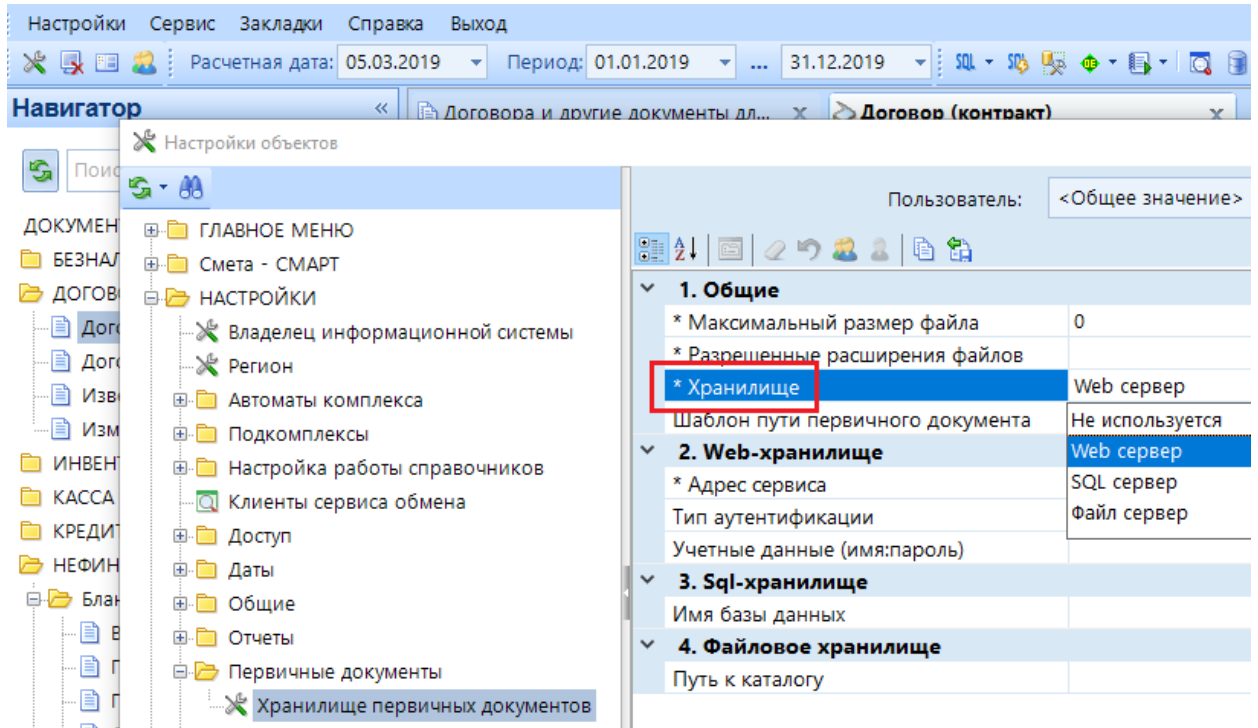 Настройки Сервис Закладки Справка Выход
Расчетная дата: 05.03.2019 Период: 01.01.2019 ... 31.12.2019 SQL
Навигатор « Договора и другие документы дл... x Договор (контракт) x
Настройки объектов
Поис
Пользователь: <Общее значение>
ДОКУМЕН
БЕЗНАЛ
ДОГОВО
Дого
Дого
Изве
Изм
ИНВЕНТ
КАССА
КРЕДИТ
НЕФИН
Блан
ГЛАВНОЕ МЕНЮ
Смета - СМАРТ
НАСТРОЙКИ
Владелец информационной системы
Регион
Автоматы комплекса
Подкомплексы
Настройка работы справочников
Клиенты сервиса обмена
Доступ
Даты
Общие
Отчеты
Первичные документы
Хранилище первичных документов
1. Общие
* Максимальный размер файла 0
* Разрешенные расширения файлов
* Хранилище Web сервер
Шаблон пути первичного документа Не используется
2. Web-хранилище Web сервер
* Адрес сервиса SQL сервер
Тип аутентификации Файл сервер
Учетные данные (имя:пароль)
3. Sql-хранилище
Имя базы данных
4. Файловое хранилище
Путь к каталогу